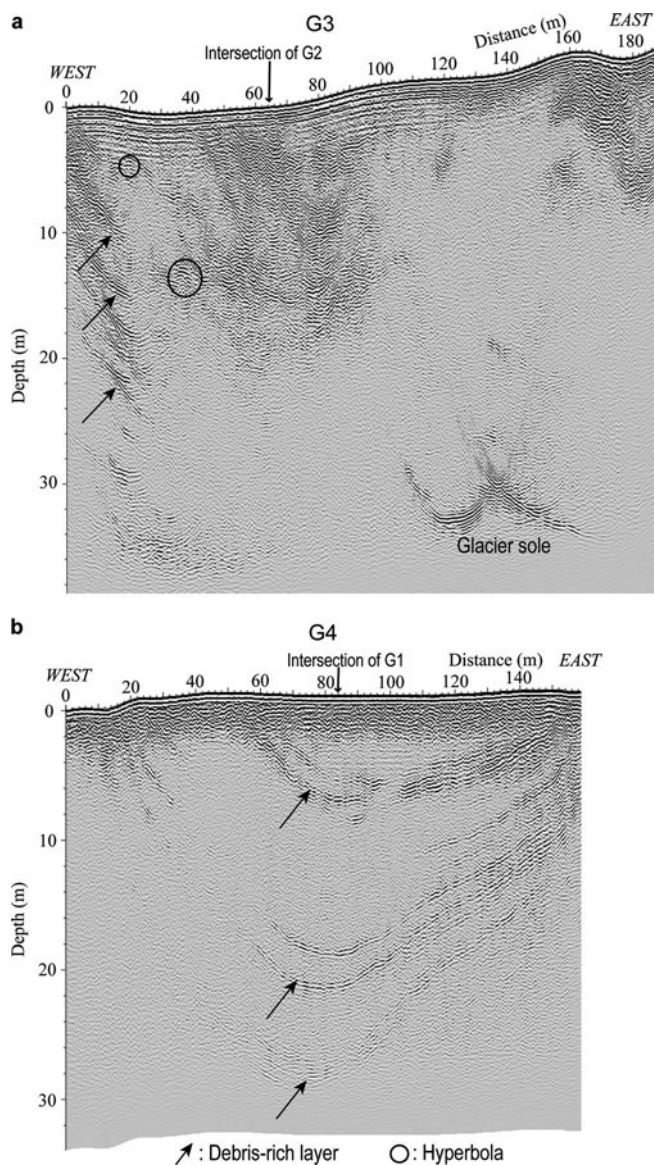 a
G3
Intersection of G2
Distance (m)
EAST
WEST
0 20 40 60 80 100 120 140 160 180
0
10
20
30
Depth (m)
Glacier sole
b
G4
Intersection of G1
Distance (m)
EAST
WEST
0 20 40 60 80 100 120 140
0
10
20
30
Depth (m)
: Debris-rich layer : Hyperbola